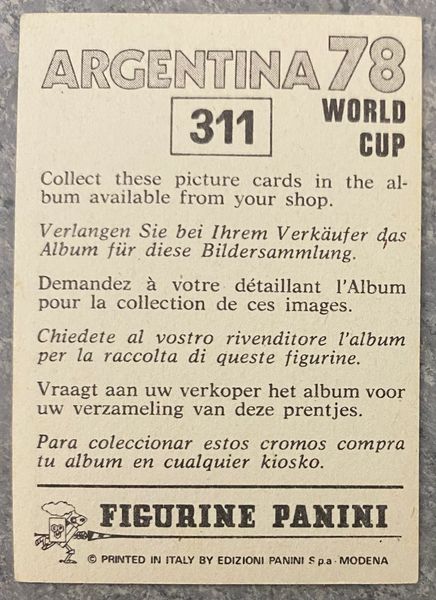 ARGENTINA 78
311
WORLD
CUP
Collect these picture cards in the al-
bum available from your shop.
Verlangen Sie bei Ihrem Verkäufer das
Album für diese Bildersammlung.
Demandez à votre détaillant l'Album
pour la collection de ces images.
Chiedete al vostro rivenditore l'album
per la raccolta di queste figurine.
Vraagt aan uw verkoper het album voor
uw verzameling van deze prentjes.
Para coleccionar estos cromos compra
tu album en cualquier kiosko.
FIGURINE PANINI
© PRINTED IN ITALY BY EDIZIONI PANINI S.p.a - MODENA